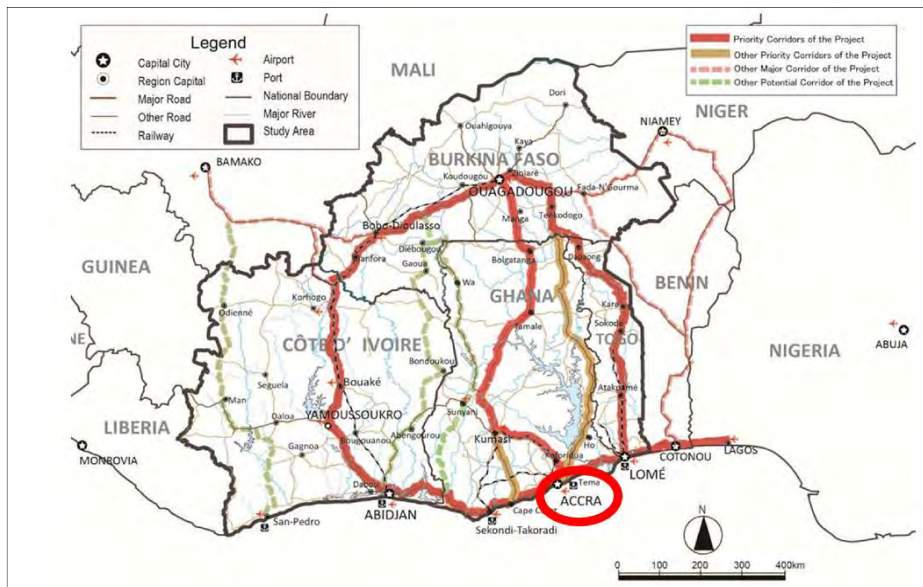 Legend
Capital City
Airport
Region Capital
Port
Major Road
National Boundary
Other Road
Major River
Railway
Study Area
Priority Corridors of the Project
Other Priority Corridors of the Project
Other Major Corridor of the Project
Other Potential Corridor of the Project
MALI
NIGER
NIAMEY
Dori
Ouahigouya
Kaya
BURKINA FASO
Ziniaré
BAMAKO
Koudougou
OUAGADOUGOU
Fada-N'Gourma
Manga
Tenkodogo
Bobo-Dioulasso
Diébougou
Banfora
Gaoua
Bolgatanga
Dapaong
GUINEA
Wa
BENIN
Odienné
Korhogo
GHANA
Kara
Tamale
Sokodé
CÔTE D' IVOIRE
TOGO
ABUJA
NE
Bondoukou
NIGERIA
Seguela
Bouaké
Atakpamé
Man
Daloa
YAMOUSSOUKRO
Sunyani
LIBERIA
Gagnoa
Bougouanou
Abengourou
Kumasi
Ho
Koforidua
LAGOS
MONROVIA
COTONOU
LOMÉ
Dabou
Tema
San-Pedro
ABIDJAN
Cape Coast
ACCRA
Sekondi-Takoradi
N
0 100 200 300 400km